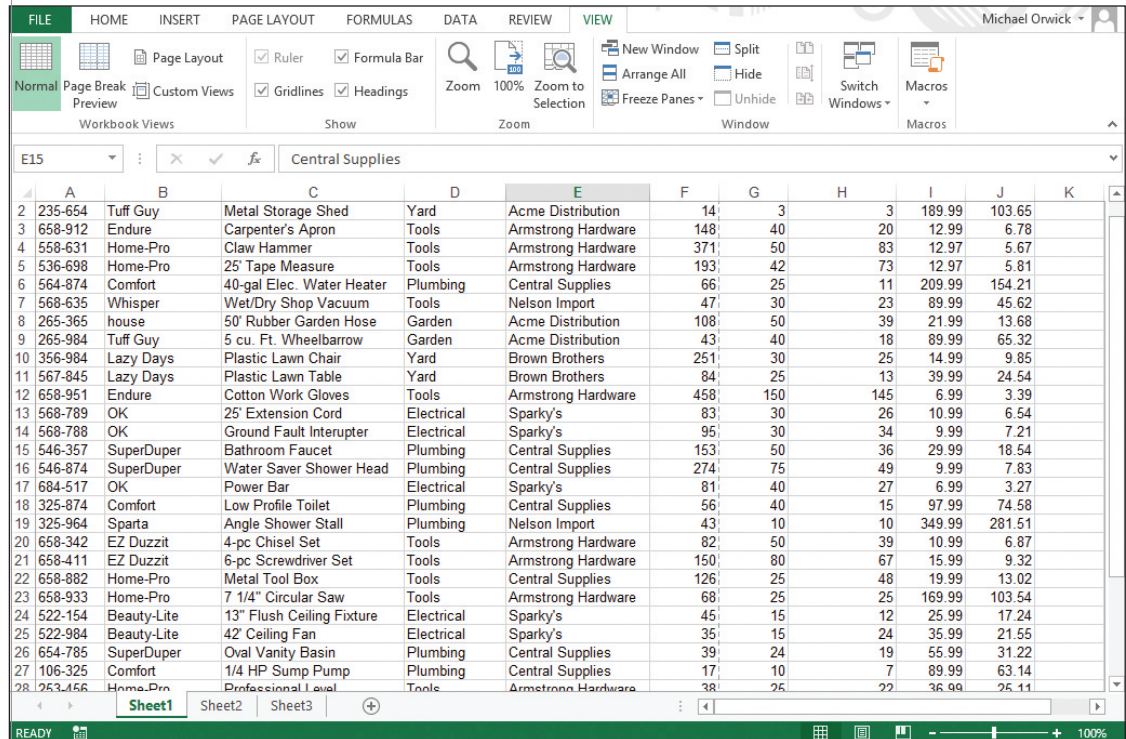 FILE HOME INSERT PAGE LAYOUT FORMULAS DATA REVIEW VIEW Michael Orwick
Normal Page Break Preview Page Layout Custom Views
Workbook Views
Ruler Formula Bar
Gridlines Headings
Show
Zoom 100% Zoom to Selection
Zoom
New Window Split
Arrange All Hide
Freeze Panes Unhide
Switch Windows
Window
Macros
Macros
E15 fx Central Supplies
A B C D E F G H I J K
2 235-654 Tuff Guy Metal Storage Shed Yard Acme Distribution 14 3 3 189.99 103.65
3 658-912 Endure Carpenter's Apron Tools Armstrong Hardware 148 40 20 12.99 6.78
4 558-631 Home-Pro Claw Hammer Tools Armstrong Hardware 371 50 83 12.97 5.67
5 536-698 Home-Pro 25' Tape Measure Tools Armstrong Hardware 193 42 73 12.97 5.81
6 564-874 Comfort 40-gal Elec. Water Heater Plumbing Central Supplies 66 25 11 209.99 154.21
7 568-635 Whisper Wet/Dry Shop Vacuum Tools Nelson Import 47 30 23 89.99 45.62
8 265-365 house 50' Rubber Garden Hose Garden Acme Distribution 108 50 39 21.99 13.68
9 265-984 Tuff Guy 5 cu. Ft. Wheelbarrow Garden Acme Distribution 43 40 18 89.99 65.32
10 356-984 Lazy Days Plastic Lawn Chair Yard Brown Brothers 251 30 25 14.99 9.85
11 567-845 Lazy Days Plastic Lawn Table Yard Brown Brothers 84 25 13 39.99 24.54
12 658-951 Endure Cotton Work Gloves Tools Armstrong Hardware 458 150 145 6.99 3.39
13 568-789 OK 25' Extension Cord Electrical Sparky's 83 30 26 10.99 6.54
14 568-788 OK Ground Fault Interupter Electrical Sparky's 95 30 34 9.99 7.21
15 546-357 SuperDuper Bathroom Faucet Plumbing Central Supplies 153 50 36 29.99 18.54
16 546-874 SuperDuper Water Saver Shower Head Plumbing Central Supplies 274 75 49 9.99 7.83
17 684-517 OK Power Bar Electrical Sparky's 81 40 27 6.99 3.27
18 325-874 Comfort Low Profile Toilet Plumbing Central Supplies 56 40 15 97.99 74.58
19 325-964 Sparta Angle Shower Stall Plumbing Nelson Import 43 10 10 349.99 281.51
20 658-342 EZ Duzzit 4-pc Chisel Set Tools Armstrong Hardware 82 50 39 10.99 6.87
21 658-411 EZ Duzzit 6-pc Screwdriver Set Tools Armstrong Hardware 150 80 67 15.99 9.32
22 658-882 Home-Pro Metal Tool Box Tools Central Supplies 126 25 48 19.99 13.02
23 658-933 Home-Pro 7 1/4" Circular Saw Tools Armstrong Hardware 68 25 25 169.99 103.54
24 522-154 Beauty-Lite 13" Flush Ceiling Fixture Electrical Sparky's 45 15 12 25.99 17.24
25 522-984 Beauty-Lite 42' Ceiling Fan Electrical Sparky's 35 15 24 35.99 21.55
26 654-785 SuperDuper Oval Vanity Basin Plumbing Central Supplies 39 24 19 55.99 31.22
27 106-325 Comfort 1/4 HP Sump Pump Plumbing Central Supplies 17 10 7 89.99 63.14
28 253-456 Home-Pro Professional Level Tools Armstrong Hardware 38 25 22 36.99 25.11
Sheet1 Sheet2 Sheet3
READY 100%